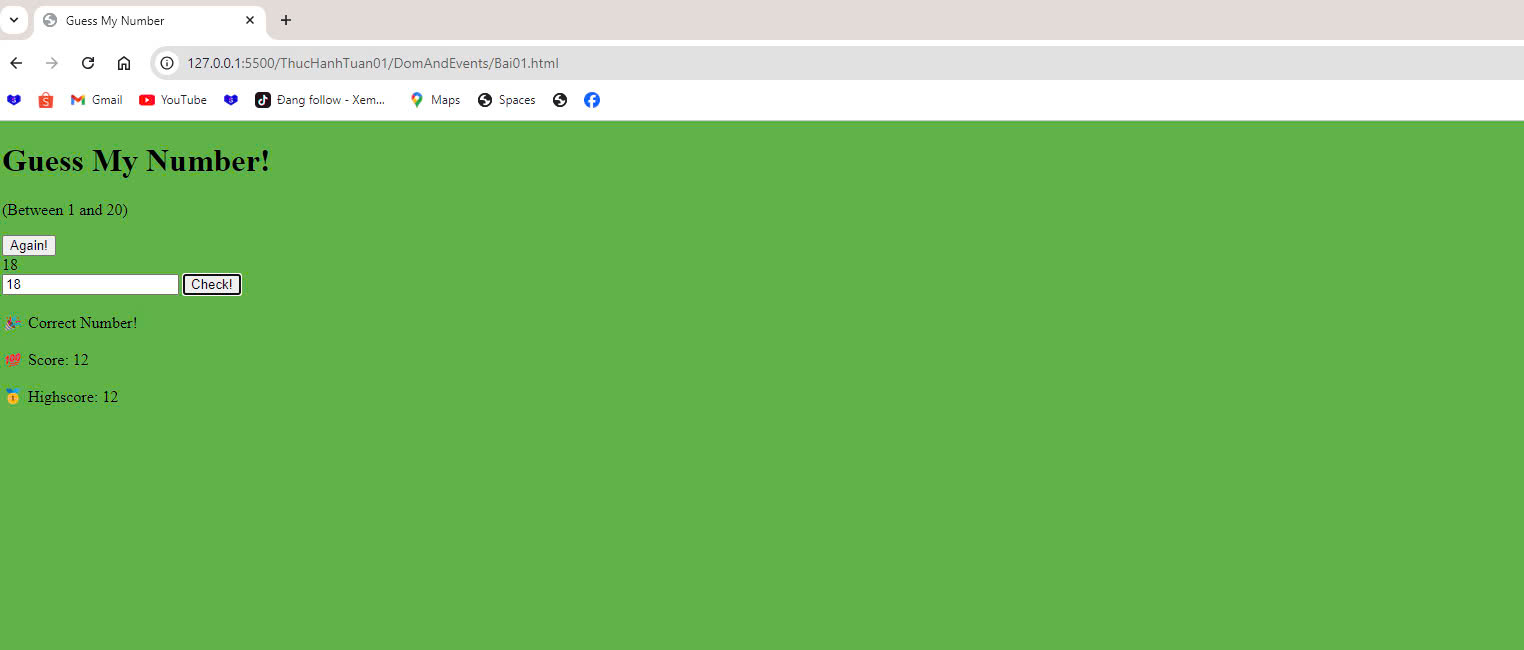 Guess My Number
127.0.0.1:5500/ThucHanhTuan01/DomAndEvents/Bai01.html
Gmail YouTube Đang follow - Xem... Maps Spaces
Guess My Number!
(Between 1 and 20)
Again!
18
18 Check!
🎉 Correct Number!
💯 Score: 12
🥇 Highscore: 12